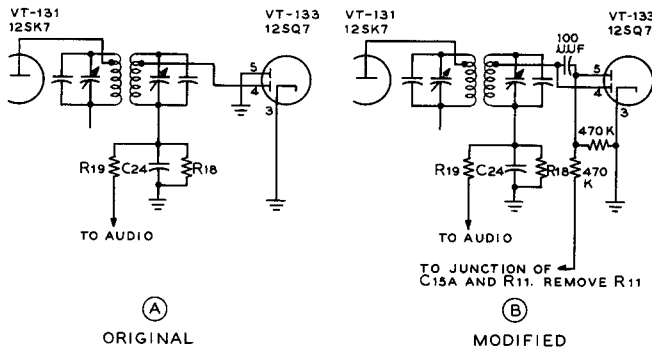 VT-131
12SK7
VT-133
12SQ7
5
4
3
R19
C24
R18
TO AUDIO
A
ORIGINAL
VT-131
12SK7
VT-133
12SQ7
100
UUF
5
4
3
470K
R19
C24
R18
470
K
TO AUDIO
TO JUNCTION OF
C15A AND R11. REMOVE R11
B
MODIFIED